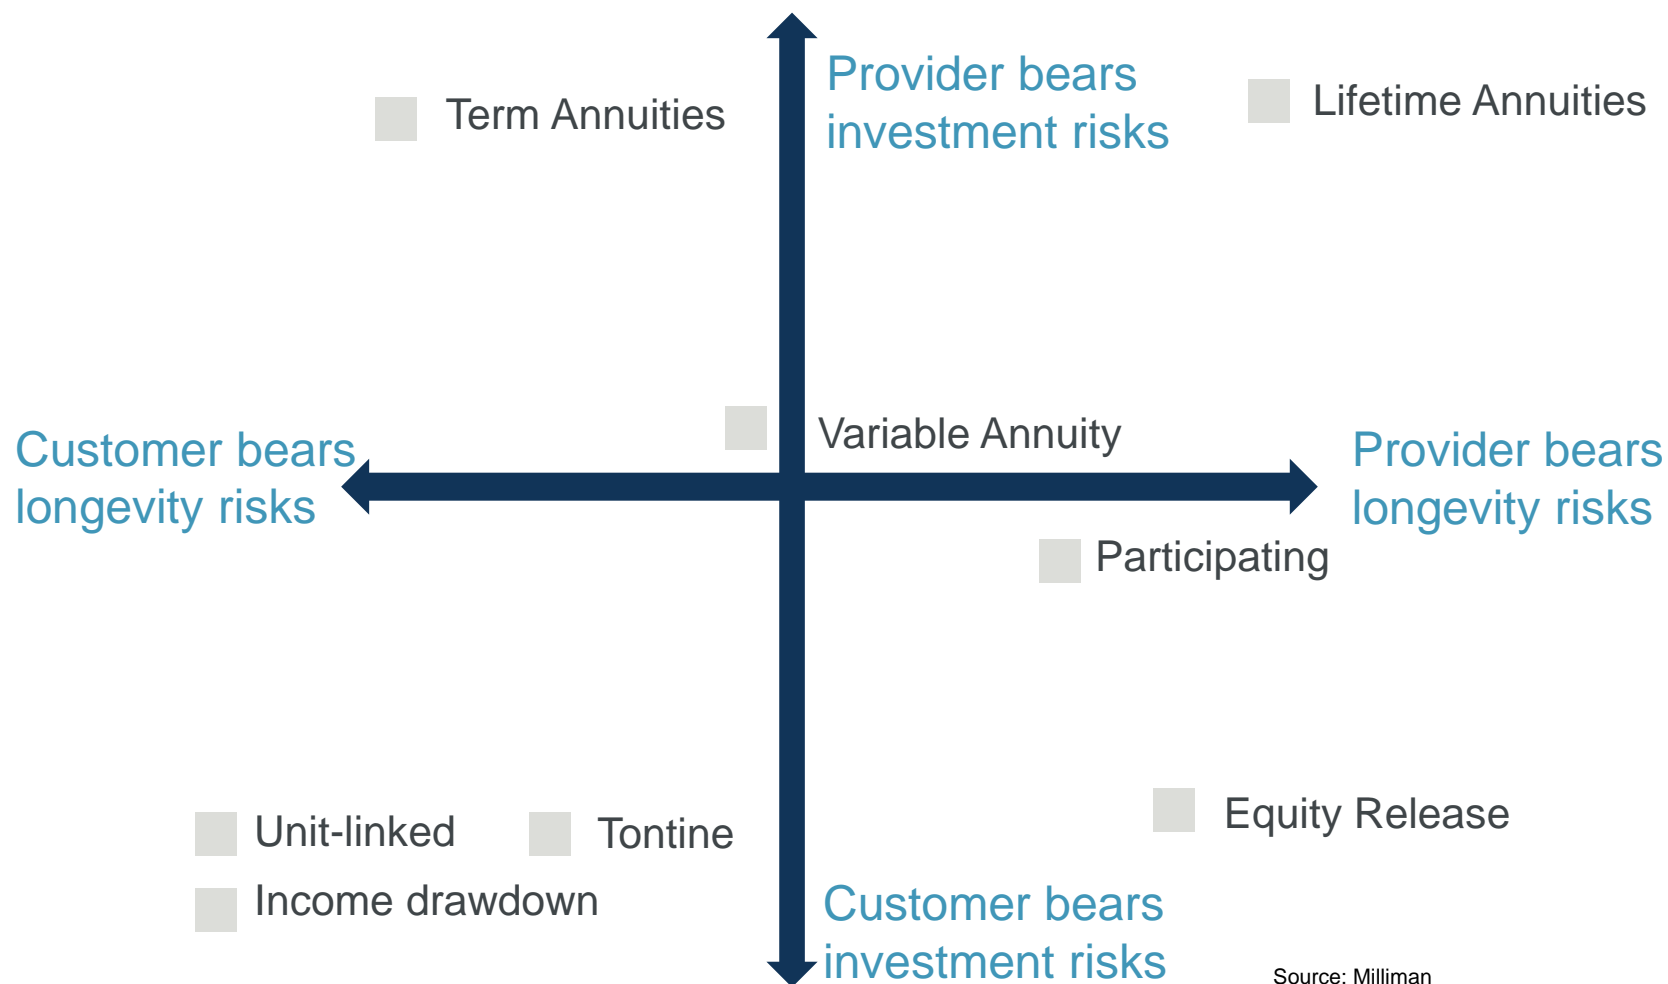 Provider bears
investment risks
Term Annuities
Lifetime Annuities
Customer bears
longevity risks
Variable Annuity
Provider bears
longevity risks
Participating
Unit-linked
Tontine
Equity Release
Income drawdown
Customer bears
investment risks
Source: Milliman